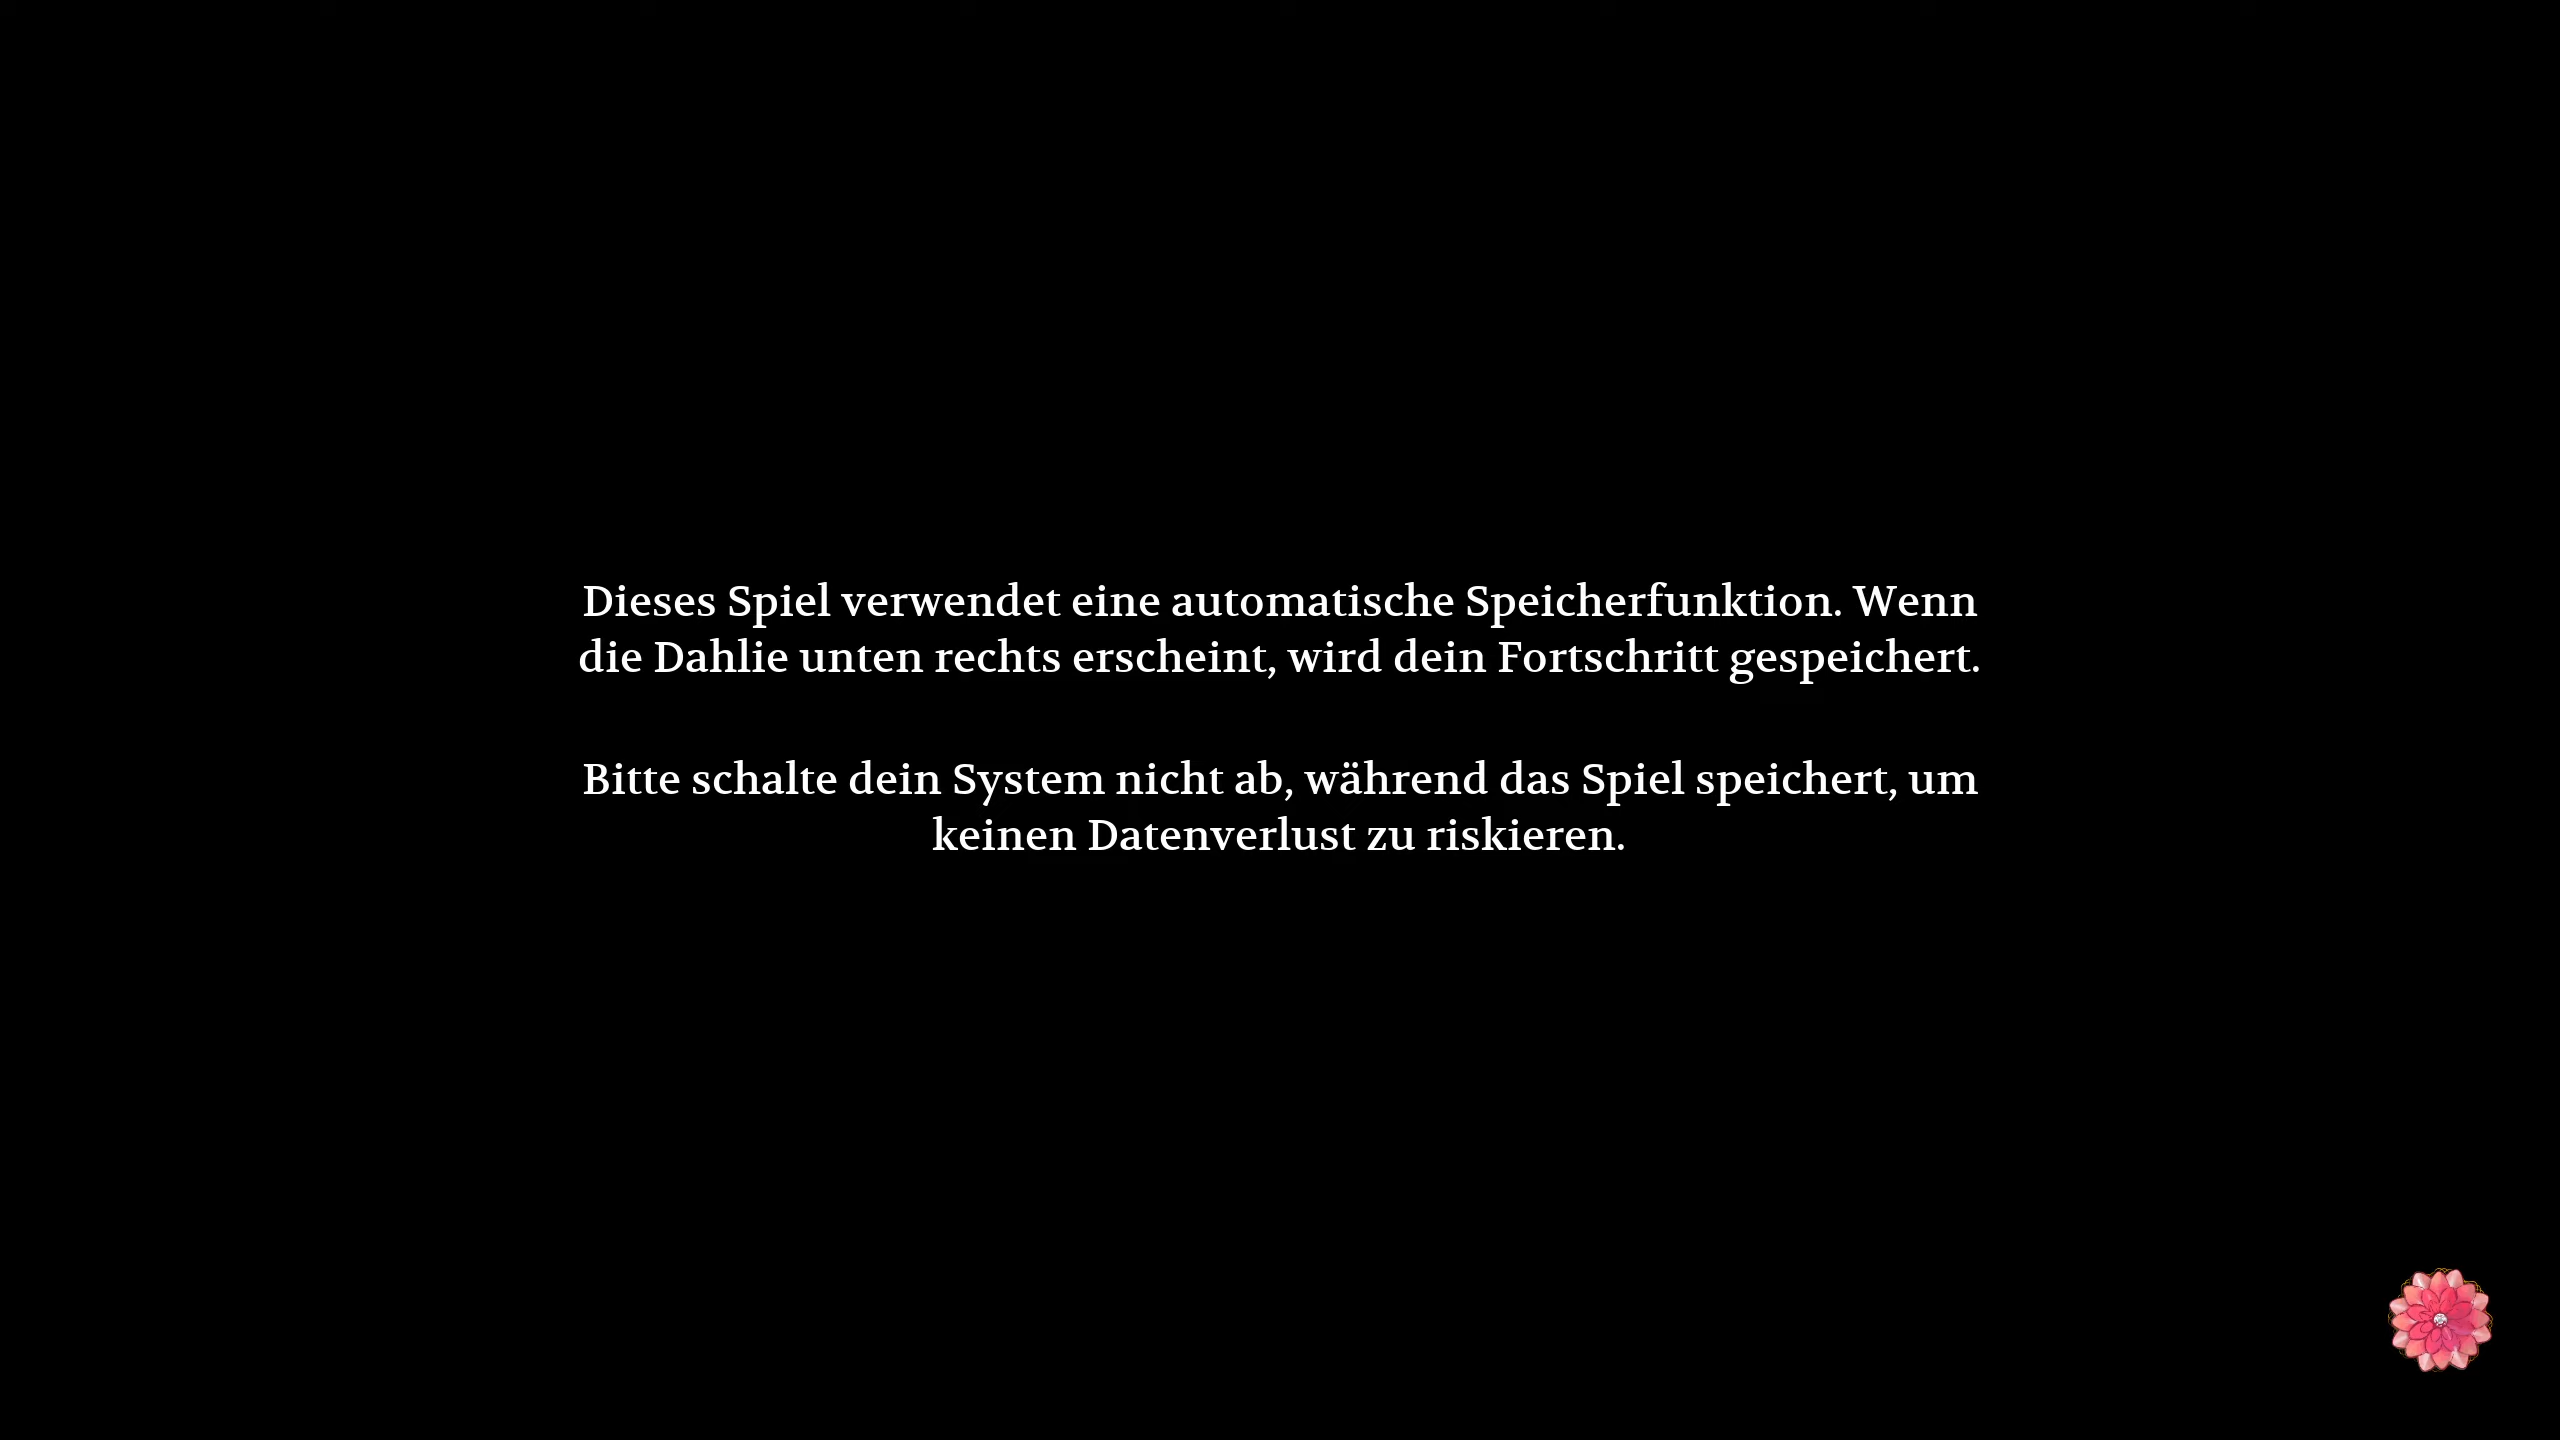 Dieses Spiel verwendet eine automatische Speicherfunktion. Wenn
die Dahlie unten rechts erscheint, wird dein Fortschritt gespeichert.
Bitte schalte dein System nicht ab, während das Spiel speichert, um
keinen Datenverlust zu riskieren.